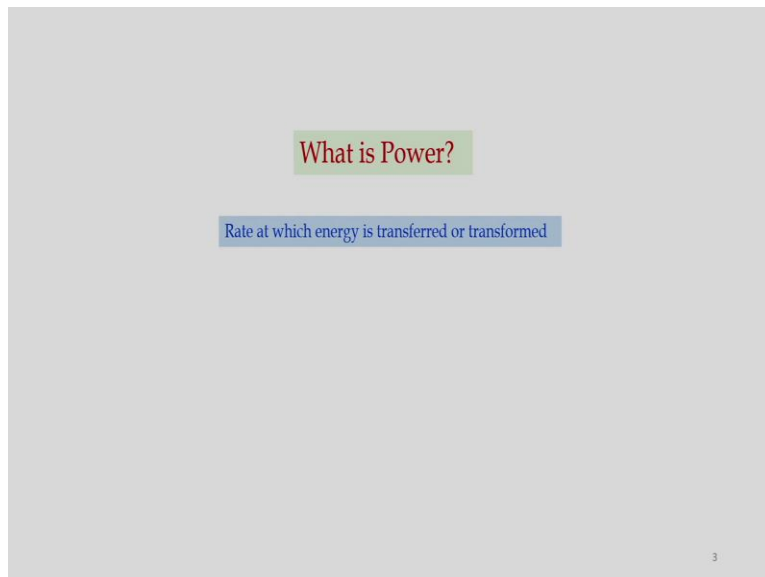 What is Power?
Rate at which energy is transferred or transformed
3